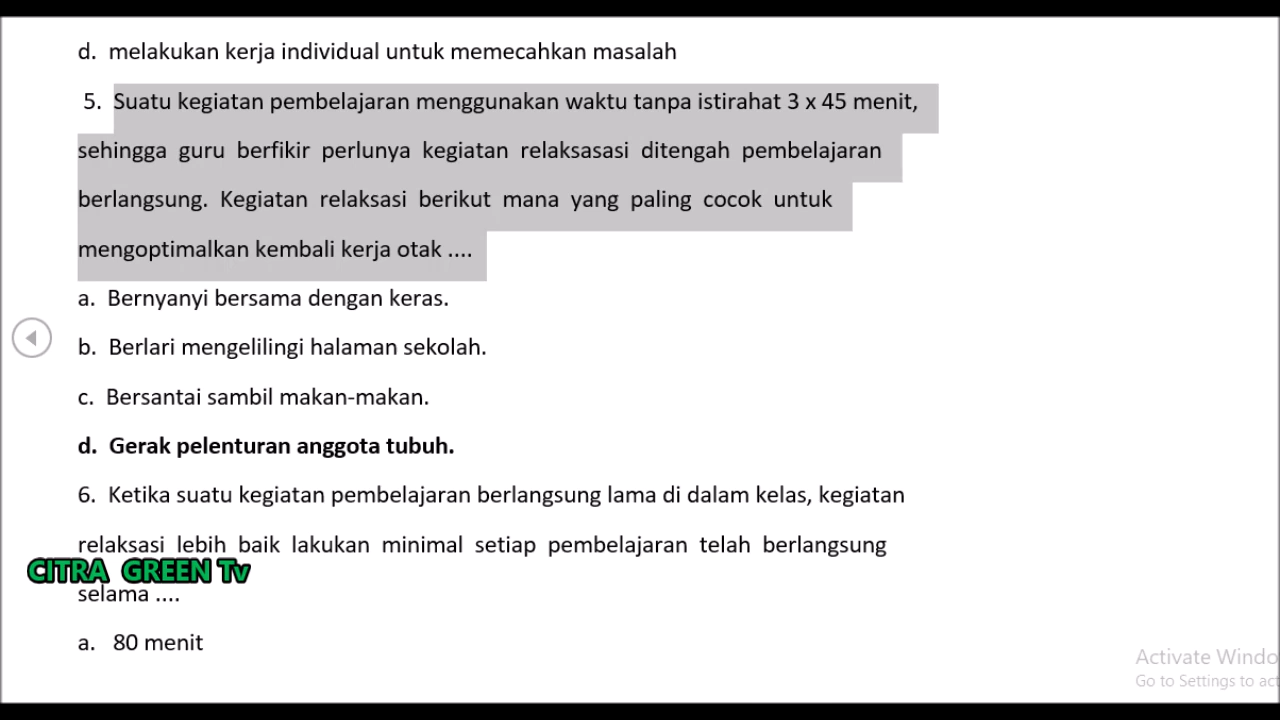 d. melakukan kerja individual untuk memecahkan masalah
5. Suatu kegiatan pembelajaran menggunakan waktu tanpa istirahat 3 x 45 menit,
sehingga guru berfikir perlunya kegiatan relaksasasi ditengah pembelajaran
berlangsung. Kegiatan relaksasi berikut mana yang paling cocok untuk
mengoptimalkan kembali kerja otak ....
a. Bernyanyi bersama dengan keras.
b. Berlari mengelilingi halaman sekolah.
c. Bersantai sambil makan-makan.
d. Gerak pelenturan anggota tubuh.
6. Ketika suatu kegiatan pembelajaran berlangsung lama di dalam kelas, kegiatan
relaksasi lebih baik lakukan minimal setiap pembelajaran telah berlangsung
CITRA GREEN Tv
selama ....
a. 80 menit
Activate Windo
Go to Settings to act